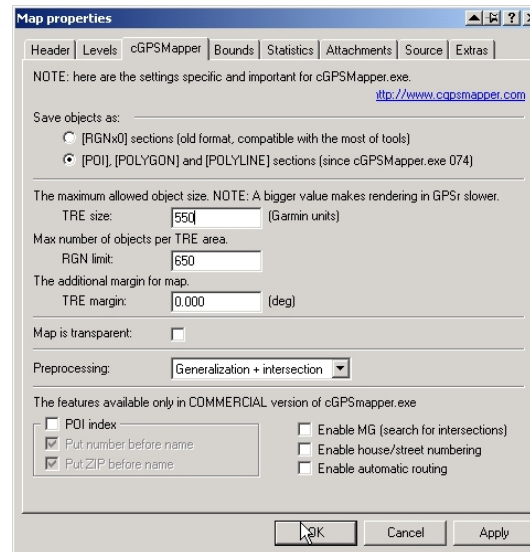 Map properties
Header Levels cGPSMapper Bounds Statistics Attachments Source Extras
NOTE: here are the settings specific and important for cGPSMapper.exe.
ttp://www.cgpsmapper.com
Save objects as:
[RGNx0] sections (old format, compatible with the most of tools)
[POI], [POLYGON] and [POLYLINE] sections (since cGPSMapper.exe 074)
The maximum allowed object size. NOTE: A bigger value makes rendering in GPSr slower.
TRE size: 550 (Garmin units)
Max number of objects per TRE area.
RGN limit: 650
The additional margin for map.
TRE margin: 0.000 (deg)
Map is transparent:
Preprocessing: Generalization + intersection
The features available only in COMMERCIAL version of cGPSmapper.exe
POI index
Put number before name
Put ZIP before name
Enable MG (search for intersections)
Enable house/street numbering
Enable automatic routing
OK Cancel Apply